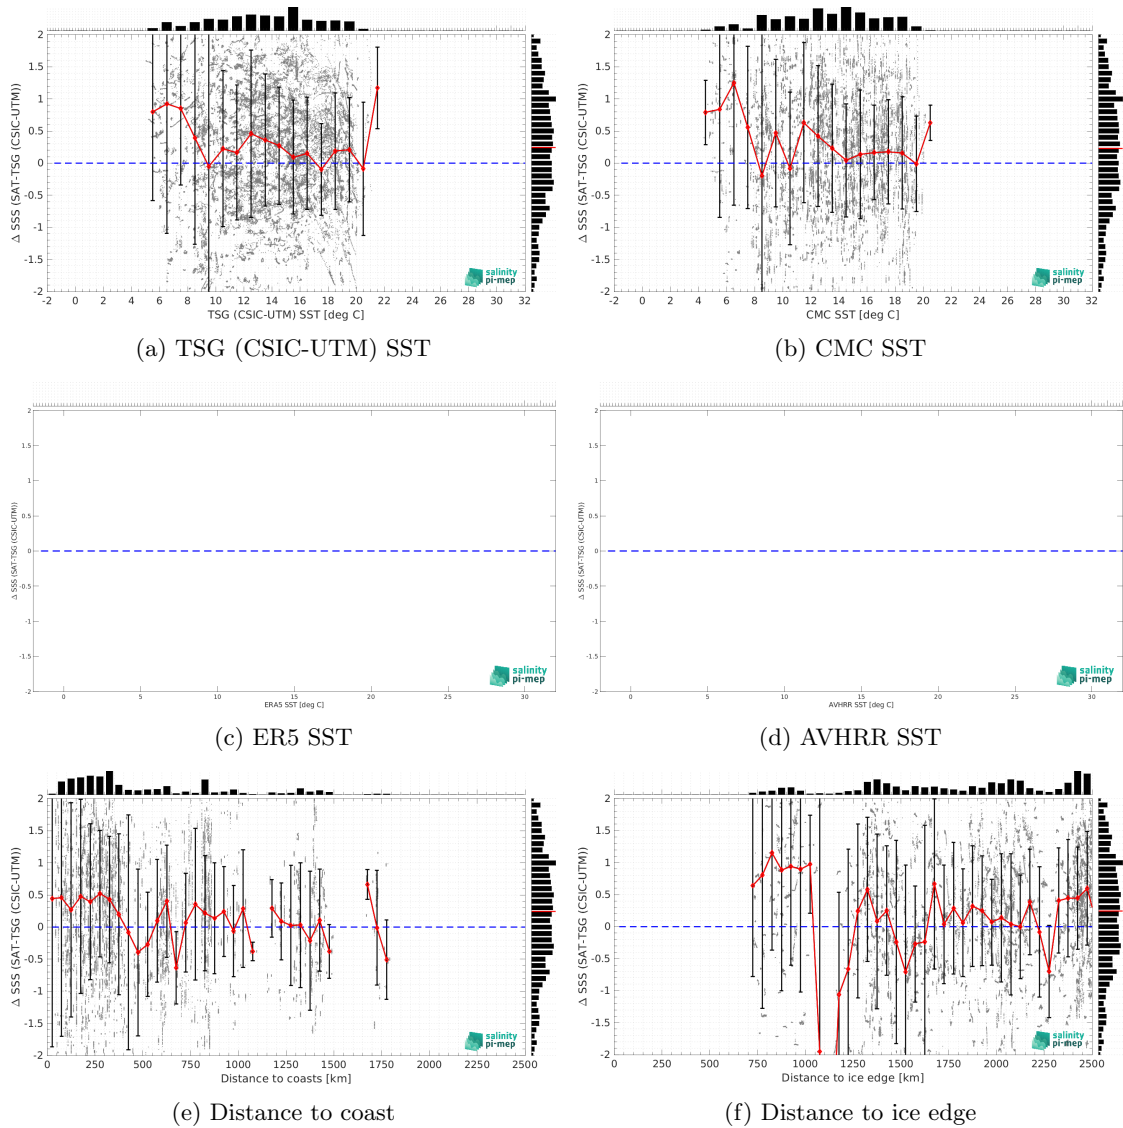 2
1.5
1
0.5
0
-0.5
-1
-1.5
-2
Δ SSS (SAT-TSG (CSIC-UTM))
salinity
pi-mep
-2 0 2 4 6 8 10 12 14 16 18 20 22 24 26 28 30 32
TSG (CSIC-UTM) SST [deg C]
(a) TSG (CSIC-UTM) SST
2
1.5
1
0.5
0
-0.5
-1
-1.5
-2
Δ SSS (SAT-TSG (CSIC-UTM))
salinity
pi-mep
-2 0 2 4 6 8 10 12 14 16 18 20 22 24 26 28 30 32
CMC SST [deg C]
(b) CMC SST
2
1.5
1
0.5
0
-0.5
-1
-1.5
-2
Δ SSS (SAT-TSG (CSIC-UTM))
salinity
pi-mep
0 5 10 15 20 25 30
ERA5 SST [deg C]
(c) ER5 SST
2
1.5
1
0.5
0
-0.5
-1
-1.5
-2
Δ SSS (SAT-TSG (CSIC-UTM))
salinity
pi-mep
0 5 10 15 20 25 30
AVHRR SST [deg C]
(d) AVHRR SST
2
1.5
1
0.5
0
-0.5
-1
-1.5
-2
Δ SSS (SAT-TSG (CSIC-UTM))
salinity
pi-mep
0 250 500 750 1000 1250 1500 1750 2000 2250 2500
Distance to coasts [km]
(e) Distance to coast
2
1.5
1
0.5
0
-0.5
-1
-1.5
-2
Δ SSS (SAT-TSG (CSIC-UTM))
salinity
pi-mep
0 250 500 750 1000 1250 1500 1750 2000 2250 2500
Distance to ice edge [km]
(f) Distance to ice edge